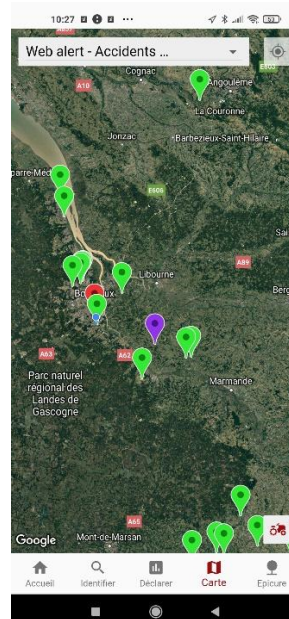 10:27
Web alert - Accidents ...
Cognac
Angoulême
A10
La Couronne
Jonzac
Barbezieux-Saint-Hilaire
E606
A89
Libourne
A63
A62
Parc naturel
régional des
Landes de
Gascogne
Marmande
A65
Google
Mont-de-Marsan
Accueil
Identifier
Déclarer
Carte
Epicure